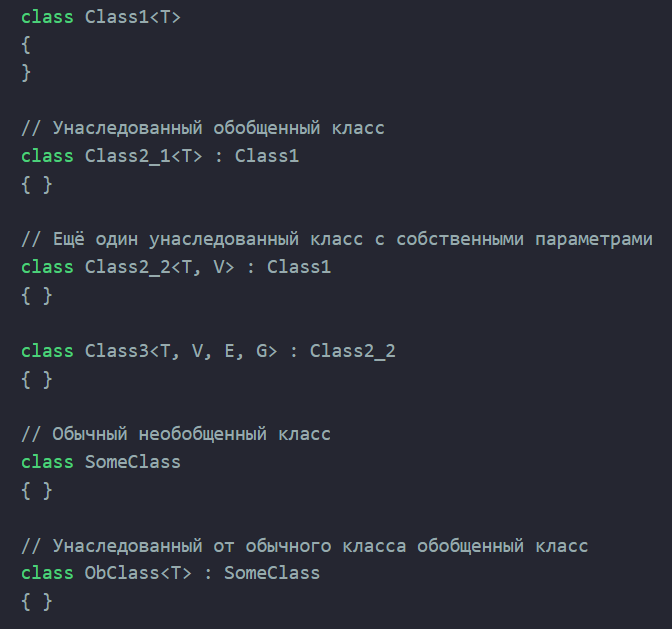 class Class1<T>
{
}
// Унаследованный обобщенный класс
class Class2_1<T> : Class1
{ }
// Ещё один унаследованный класс с собственными параметрами
class Class2_2<T, V> : Class1
{ }
class Class3<T, V, E, G> : Class2_2
{ }
// Обычный необобщенный класс
class SomeClass
{ }
// Унаследованный от обычного класса обобщенный класс
class ObClass<T> : SomeClass
{ }